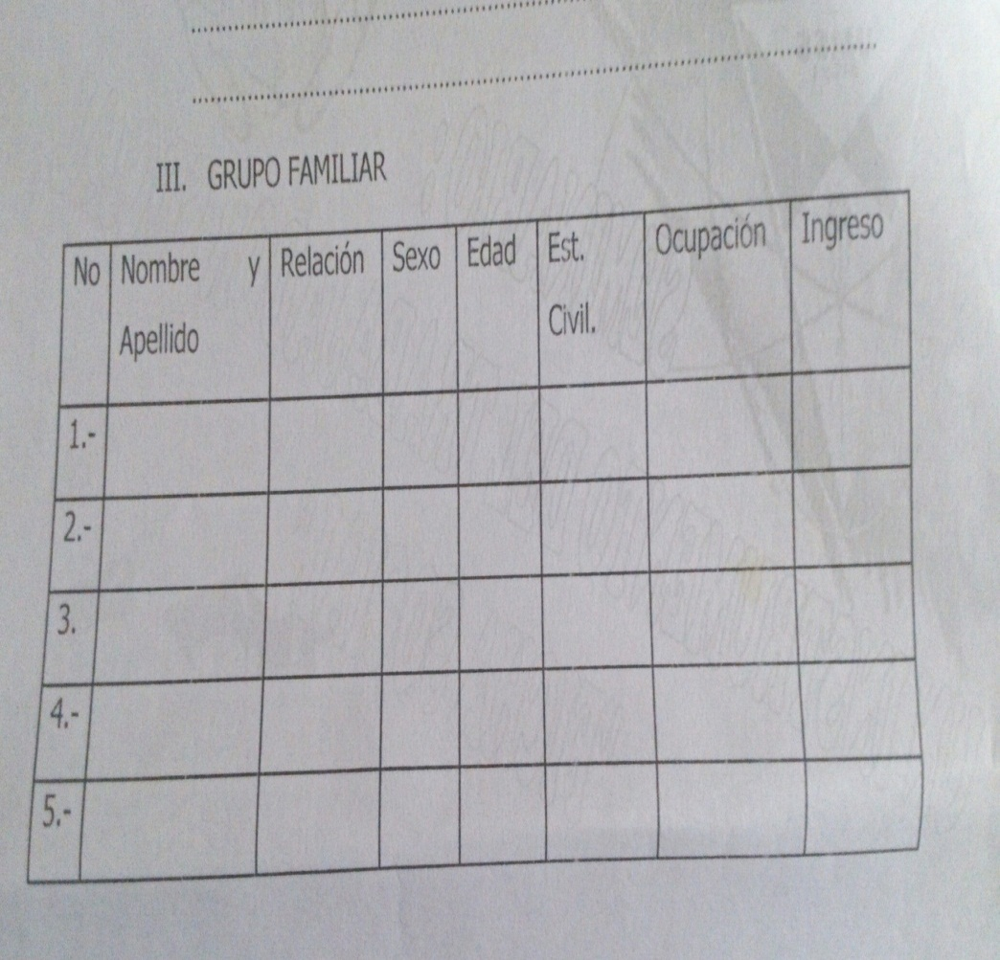 III. GRUPO FAMILIAR
No Nombre y Relación Sexo Edad Est. Ocupación Ingreso
Apellido Civil.
1.-
2.-
3.
4.-
5.-